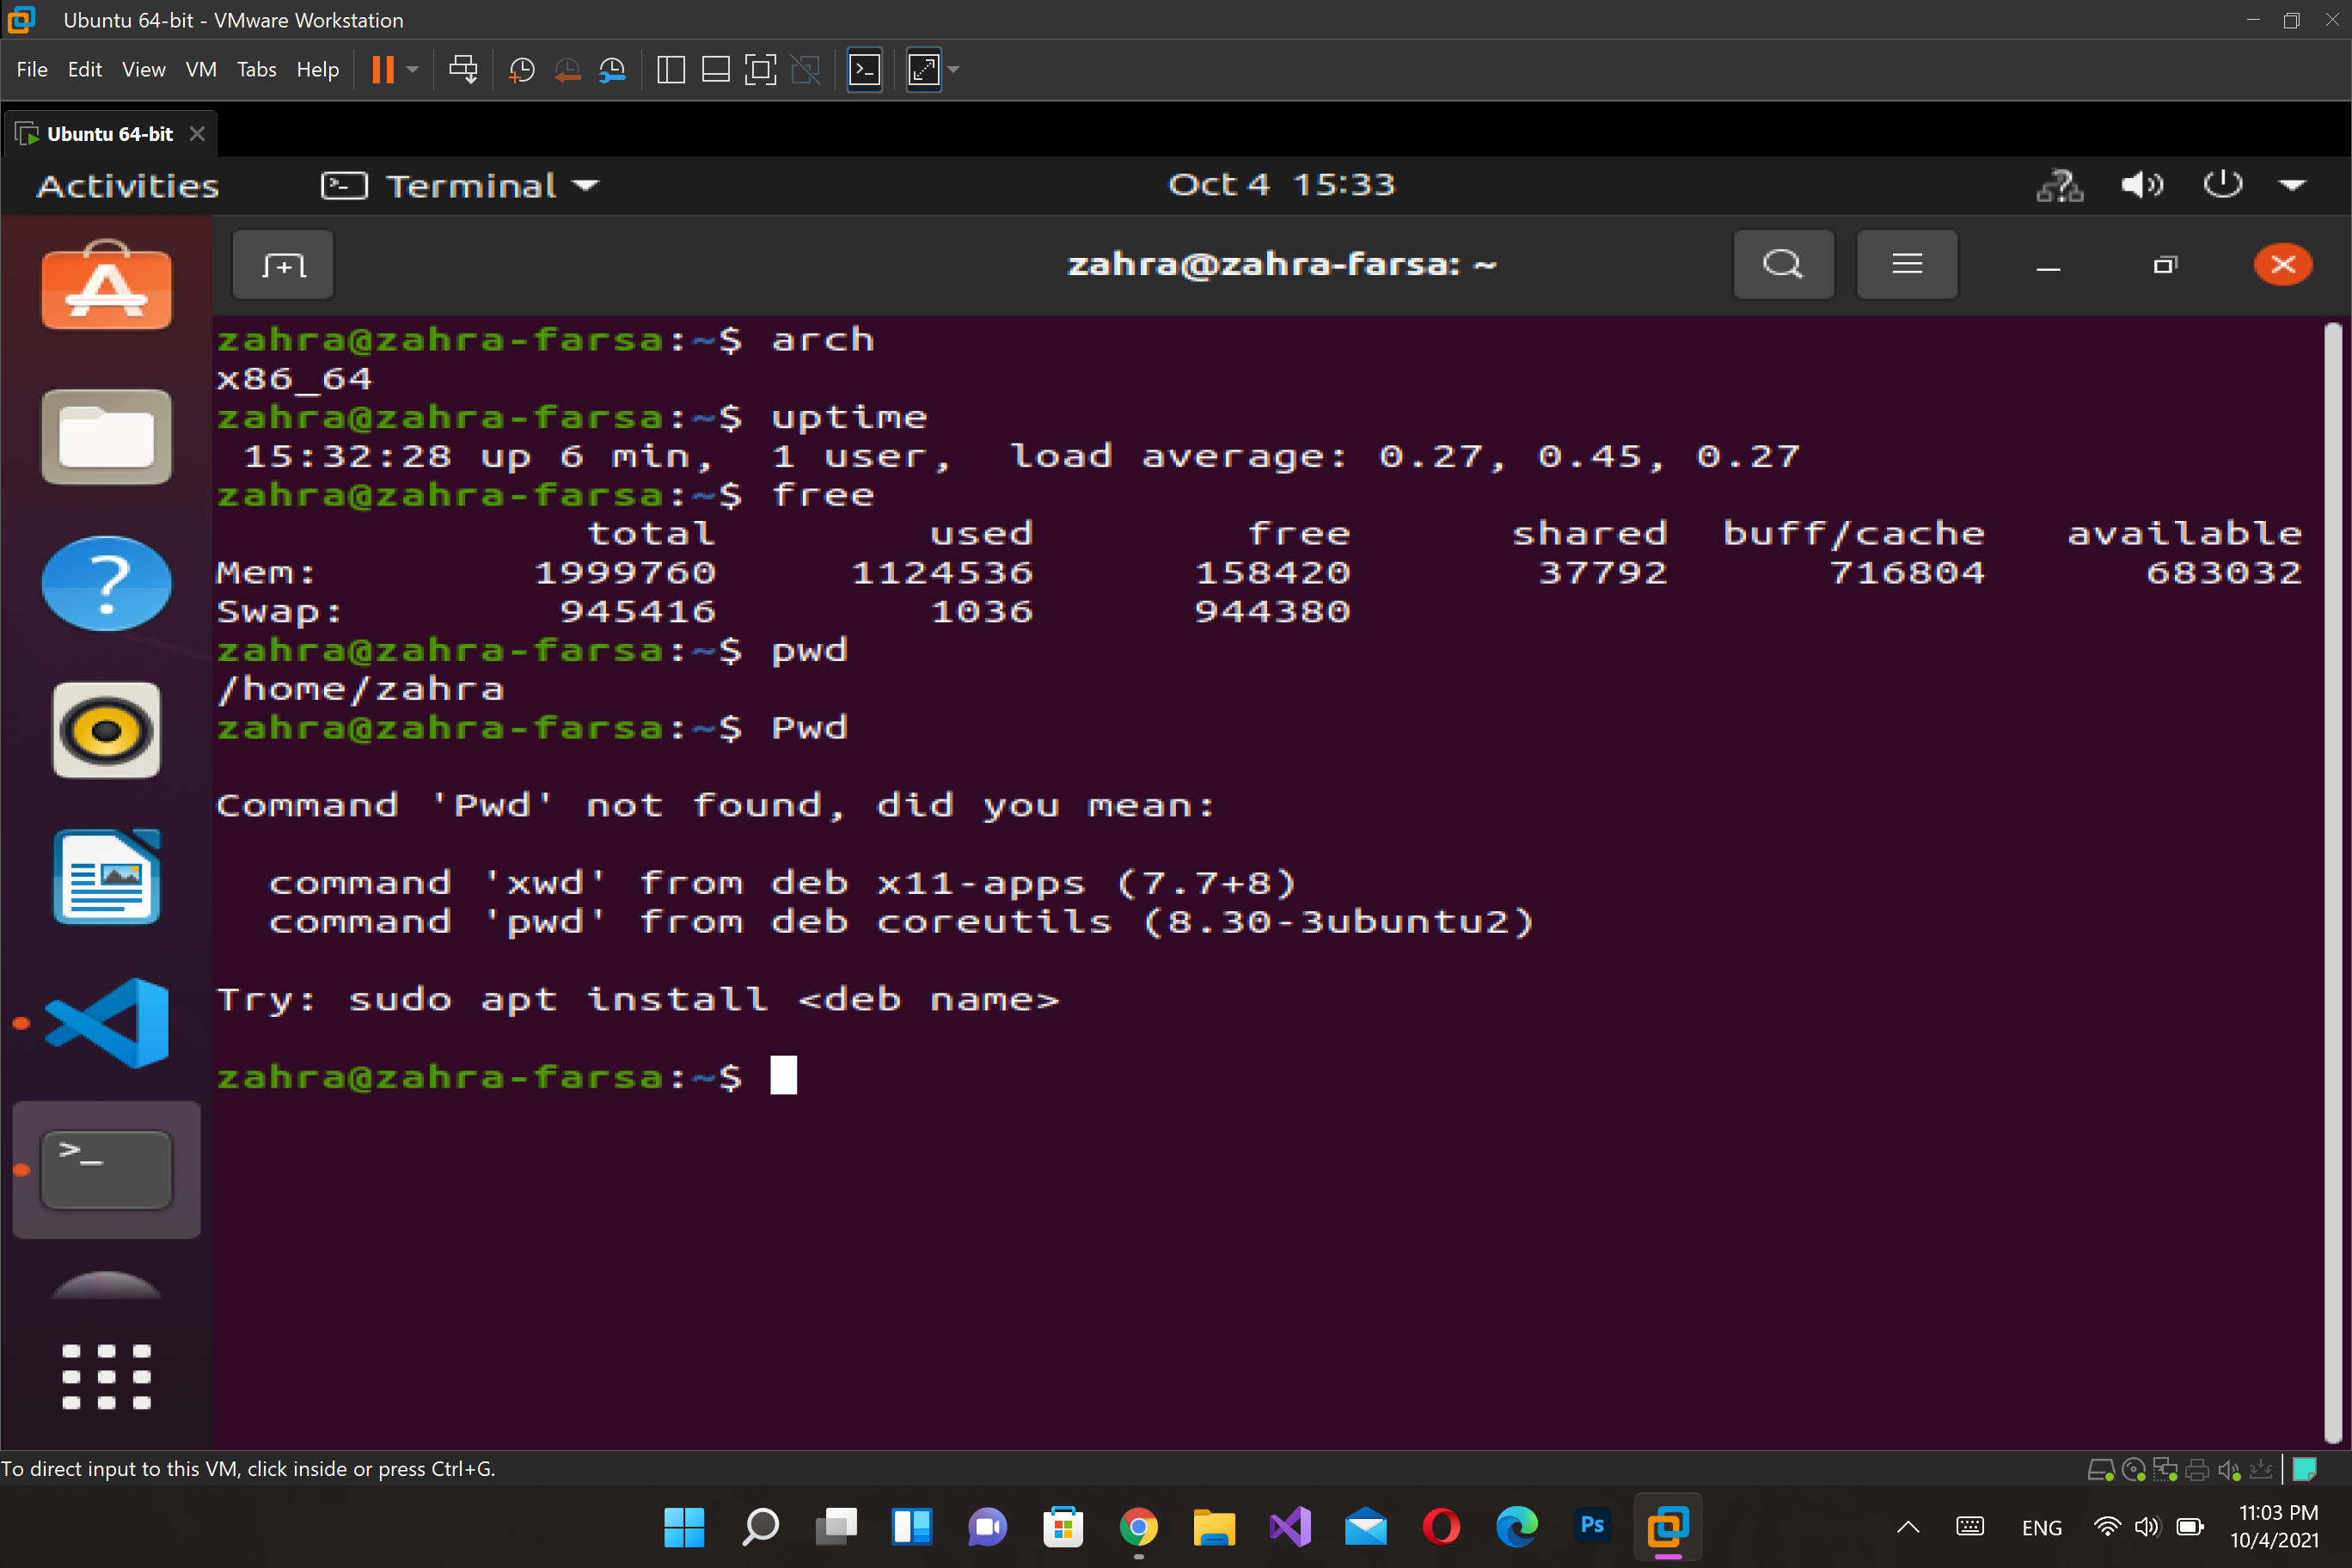 Ubuntu 64-bit - VMware Workstation
File Edit View VM Tabs Help
Ubuntu 64-bit
Activities Terminal Oct 4 15:33
zahra@zahra-farsa: ~
zahra@zahra-farsa:~$ arch
x86_64
zahra@zahra-farsa:~$ uptime
 15:32:28 up 6 min,  1 user,  load average: 0.27, 0.45, 0.27
zahra@zahra-farsa:~$ free
              total        used        free      shared  buff/cache   available
Mem:        1999760     1124536      158420       37792      716804      683032
Swap:        945416        1036      944380
zahra@zahra-farsa:~$ pwd
/home/zahra
zahra@zahra-farsa:~$ Pwd
Command 'Pwd' not found, did you mean:
  command 'xwd' from deb x11-apps (7.7+8)
  command 'pwd' from deb coreutils (8.30-3ubuntu2)
Try: sudo apt install <deb name>
zahra@zahra-farsa:~$
To direct input to this VM, click inside or press Ctrl+G.
Ps
ENG
11:03 PM
10/4/2021